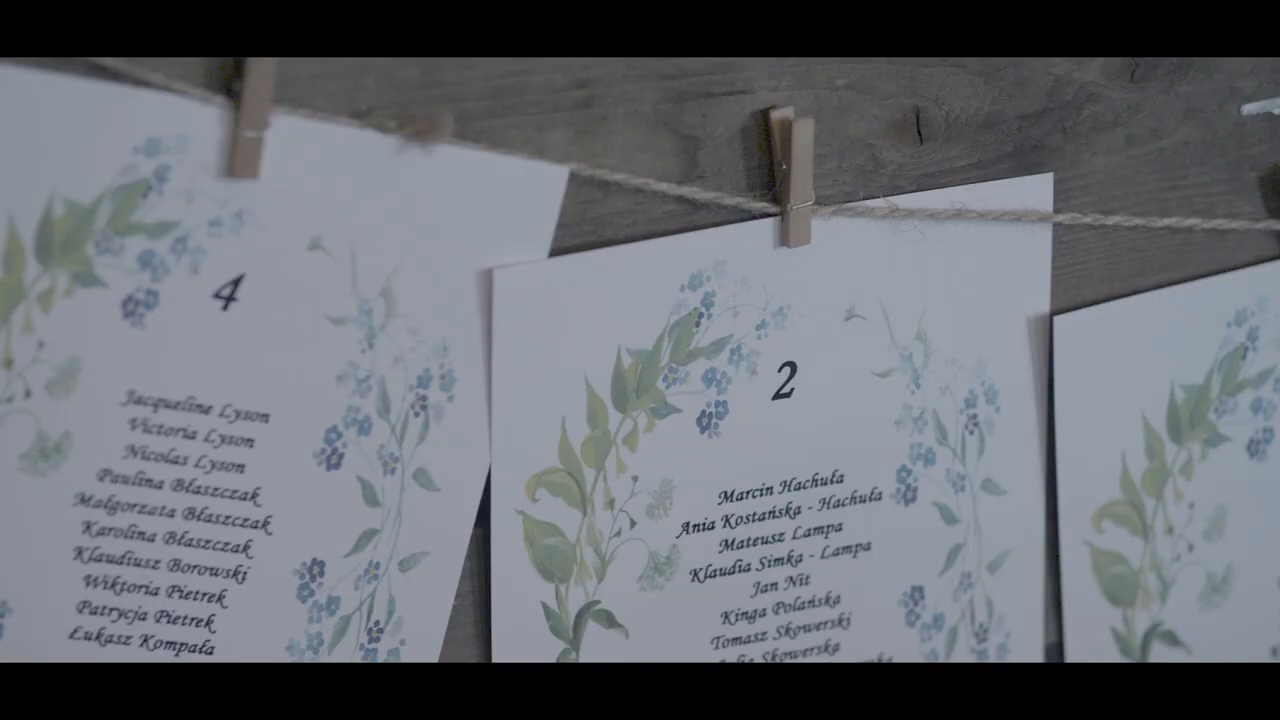 4
Jacqueline Lyson
Victoria Lyson
Nicolas Lyson
Paulina Błaszczak
Małgorzata Błaszczak
Karolina Błaszczak
Klaudiusz Borowski
Wiktoria Pietrek
Patrycja Pietrek
Łukasz Kompała
2
Marcin Hachuła
Ania Kostańska - Hachuła
Mateusz Lampa
Klaudia Simka - Lampa
Jan Nit
Kinga Polańska
Tomasz Skowerski
Skowerska